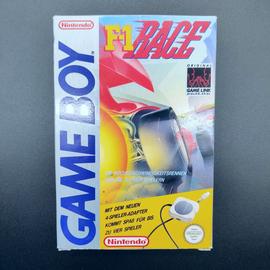 Nintendo
GAME BOY
F-1
RACE
ORIGINAL
GAME LINK
MIT DEM NEUEN
4-SPIELER-ADAPTER
KOMMT SPAß FÜR BIS
ZU VIER SPIELER
Nintendo